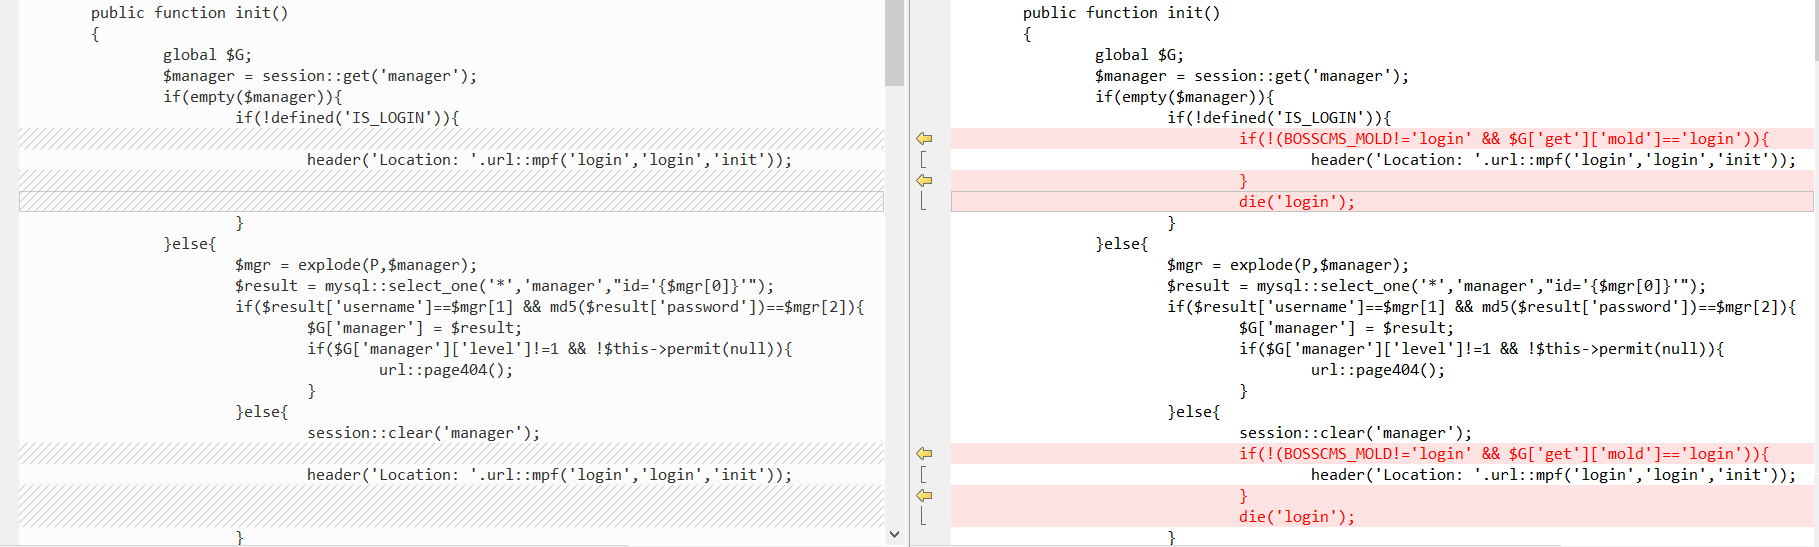 public function init()
{
global $G;
$manager = session::get('manager');
if(empty($manager)){
if(!defined('IS_LOGIN')){
header('Location: '.url::mpf('login','login','init'));
}
}else{
$mgr = explode(P,$manager);
$result = mysql::select_one('*','manager',"id='{$mgr[0]}'");
if($result['username']==$mgr[1] && md5($result['password'])==$mgr[2]){
$G['manager'] = $result;
if($G['manager']['level']!=1 && !$this->permit(null)){
url::page404();
}
}else{
session::clear('manager');
header('Location: '.url::mpf('login','login','init'));
}
public function init()
{
global $G;
$manager = session::get('manager');
if(empty($manager)){
if(!defined('IS_LOGIN')){
if(!(BOSSCMS_MOLD!='login' && $G['get']['mold']=='login')){
header('Location: '.url::mpf('login','login','init'));
}
die('login');
}
}else{
$mgr = explode(P,$manager);
$result = mysql::select_one('*','manager',"id='{$mgr[0]}'");
if($result['username']==$mgr[1] && md5($result['password'])==$mgr[2]){
$G['manager'] = $result;
if($G['manager']['level']!=1 && !$this->permit(null)){
url::page404();
}
}else{
session::clear('manager');
if(!(BOSSCMS_MOLD!='login' && $G['get']['mold']=='login')){
header('Location: '.url::mpf('login','login','init'));
}
die('login');
}